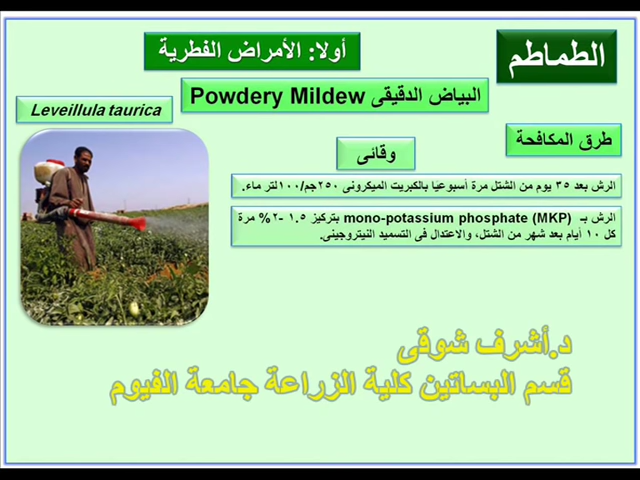 الطماطم
أولا: الأمراض الفطرية
البياض الدقيقى Powdery Mildew
Leveillula taurica
طرق المكافحة
وقائى
الرش بعد ٣٥ يوم من الشتل مرة أسبوعيًا بالكبريت الميكرونى ٢٥٠جم/١٠٠لتر ماء.
الرش بـ mono-potassium phosphate (MKP) بتركيز ١.٥ -٢% مرة
كل ١٠ أيام بعد شهر من الشتل، والاعتدال فى التسميد النيتروجينى.
د.أشرف شوقى
قسم البساتين كلية الزراعة جامعة الفيوم